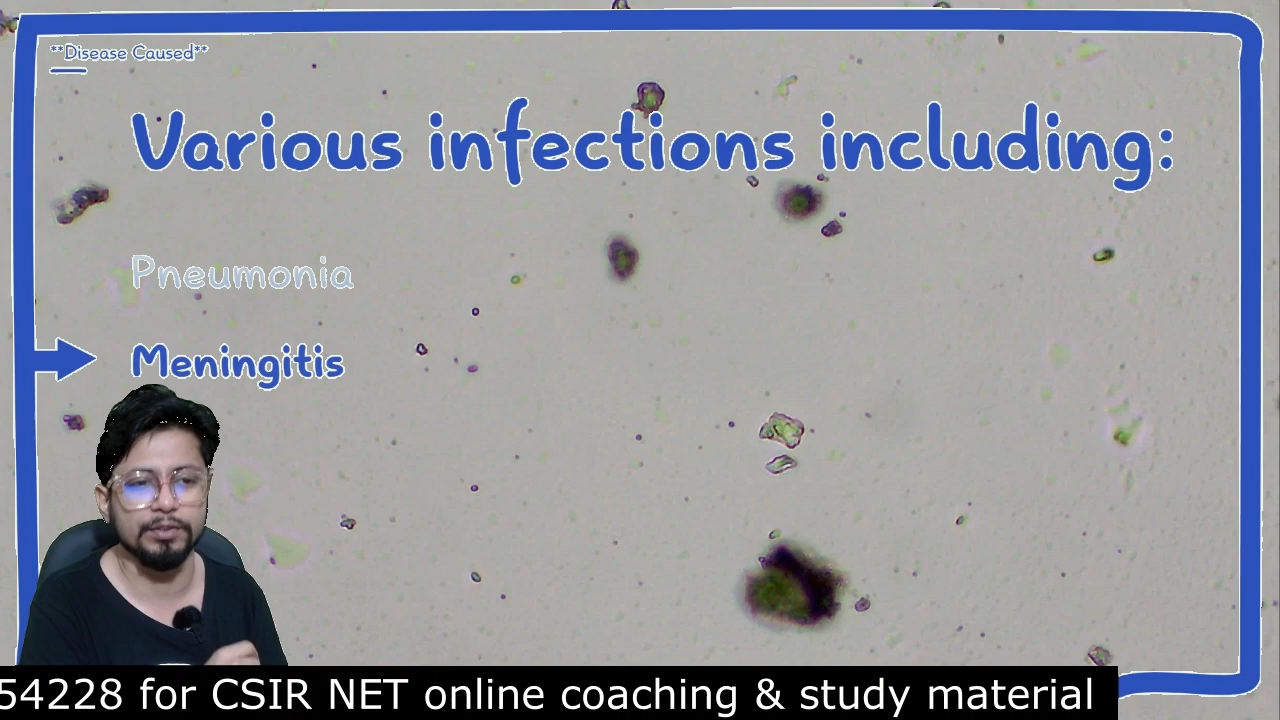 **Disease Caused**
Various infections including:
Pneumonia
Meningitis
54228 for CSIR NET online coaching & study material